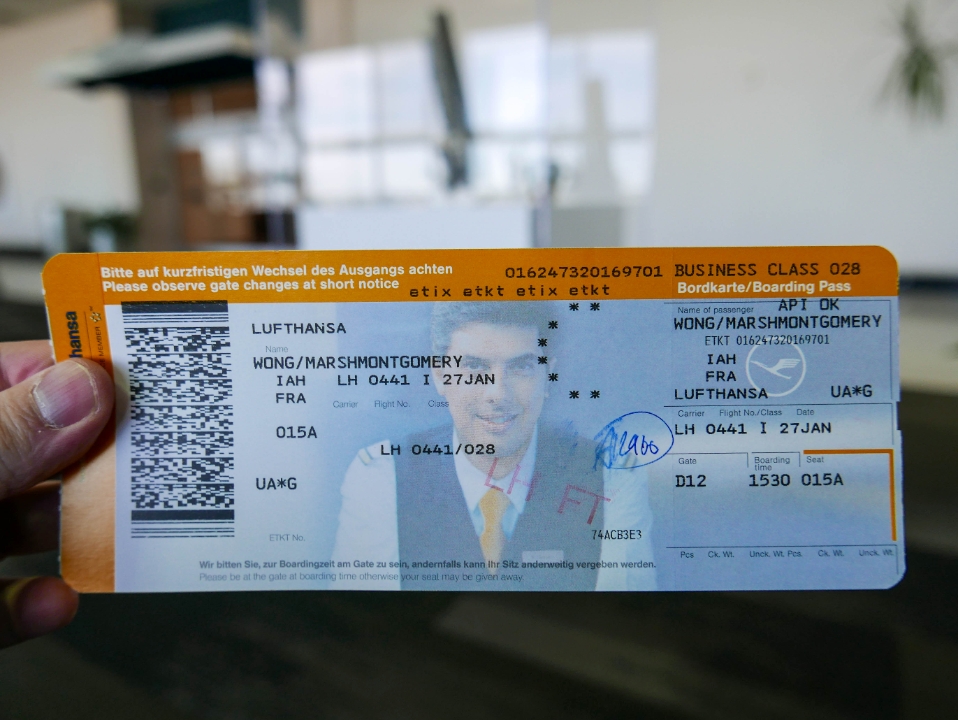 Bitte auf kurzfristigen Wechsel des Ausgangs achten
Please observe gate changes at short notice
016247320169701
etix etkt etix etkt
BUSINESS CLASS 028
Bordkarte/Boarding Pass
hansa
LUFTHANSA
Name
WONG/MARSHMONTGOMERY
IAH LH 0441 I 27JAN
FRA
Carrier Flight No. Class
015A
LH 0441/028
UA*G
ETKT No.
* *
*
*
*
*
* *
LH FT
74ACB3E3
Wir bitten Sie, zur Boardingzeit am Gate zu sein, andernfalls kann Ihr Sitz anderweitig vergeben werden.
Please be at the gate at boarding time otherwise your seat may be given away
Name of passenger API OK
WONG/MARSHMONTGOMERY
ETKT 016247320169701
IAH
FRA
LUFTHANSA UA*G
Carrier Flight No./Class Date
LH 0441 I 27JAN
Gate Boarding time Seat
D12 1530 015A
Pcs Ck. Wt. Unck. Wt. Pcs. Ck. Wt. Unck. Wt.